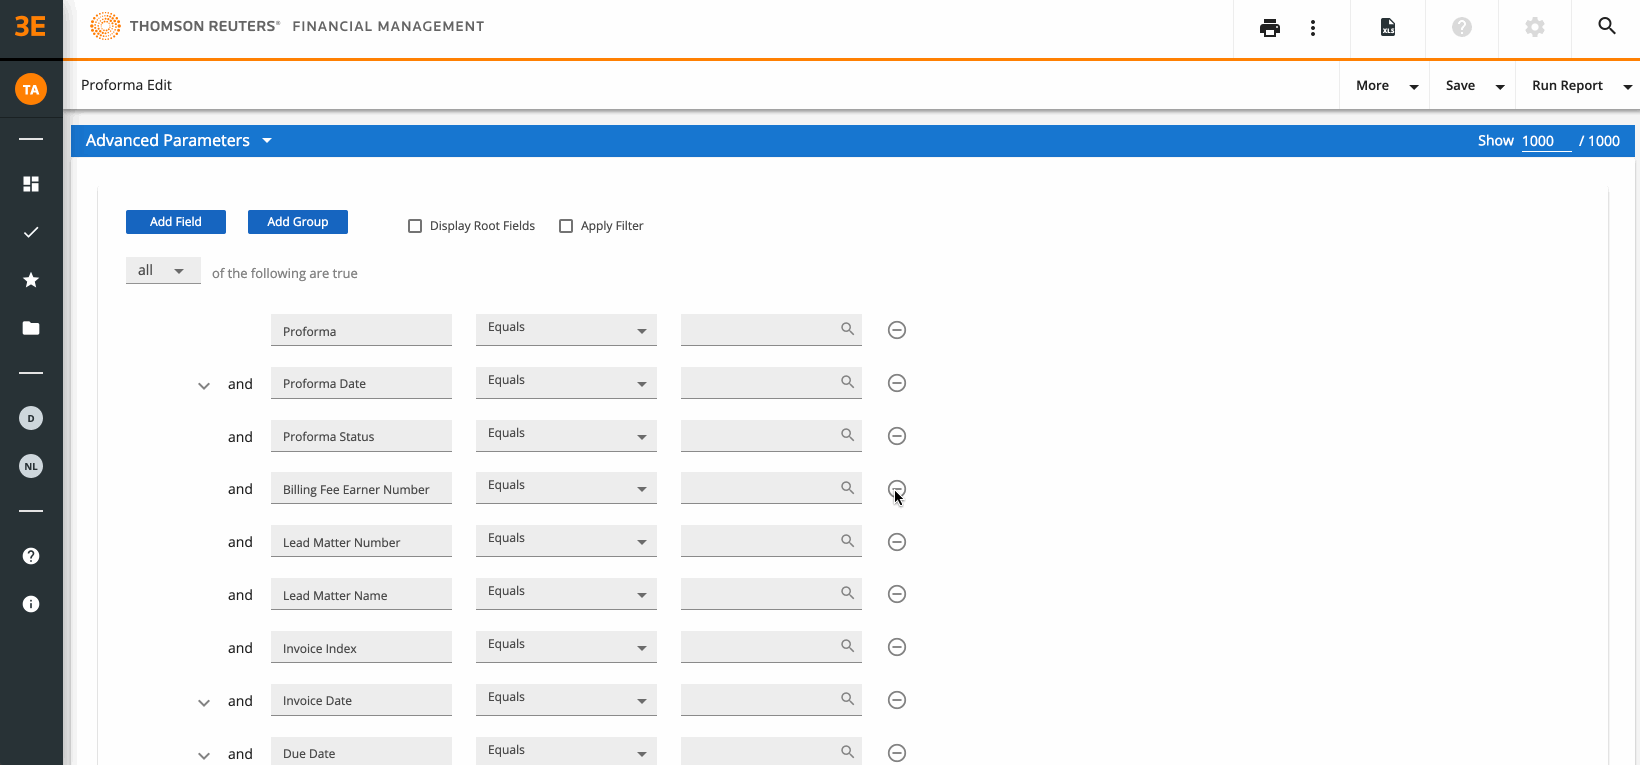 3E
THOMSON REUTERS® FINANCIAL MANAGEMENT
XLS
TA
Proforma Edit
More
Save
Run Report
Advanced Parameters
Show 1000 / 1000
Add Field
Add Group
Display Root Fields
Apply Filter
all of the following are true
Proforma Equals
and Proforma Date Equals
and Proforma Status Equals
D
NL
and Billing Fee Earner Number Equals
and Lead Matter Number Equals
and Lead Matter Name Equals
and Invoice Index Equals
and Invoice Date Equals
and Due Date Equals